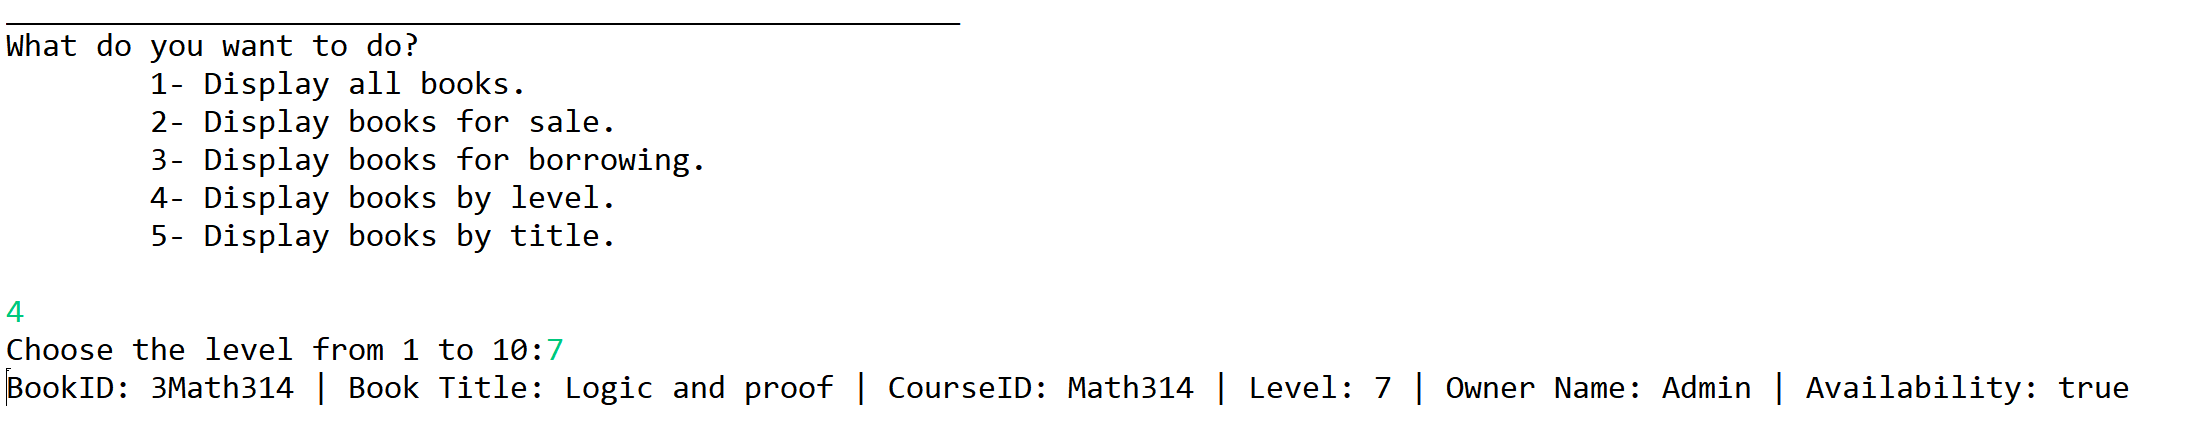 What do you want to do?
1- Display all books.
2- Display books for sale.
3- Display books for borrowing.
4- Display books by level.
5- Display books by title.
4
Choose the level from 1 to 10:7
BookID: 3Math314 | Book Title: Logic and proof | CourseID: Math314 | Level: 7 | Owner Name: Admin | Availability: true